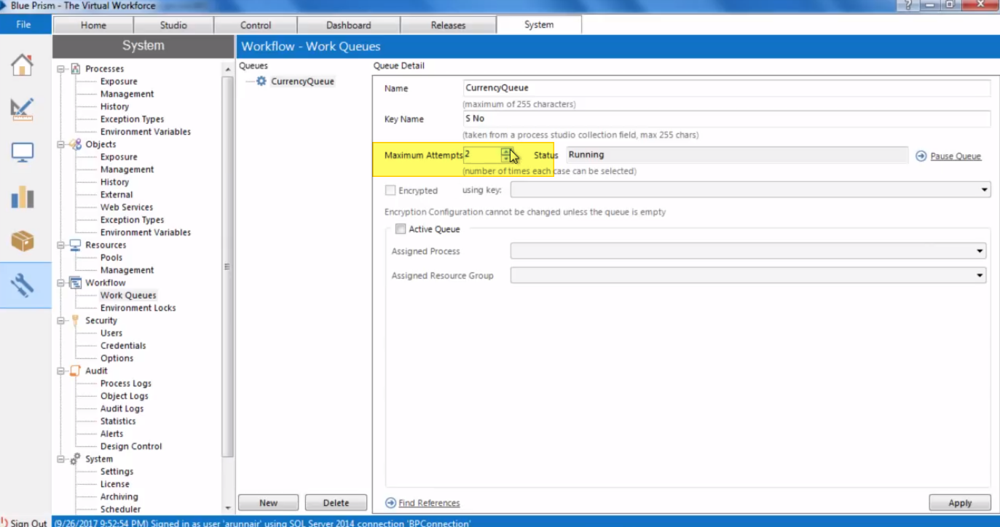 Blue Prism - The Virtual Workforce
File Home Studio Control Dashboard Releases System
System
Processes
Exposure
Management
History
Exception Types
Environment Variables
Objects
Exposure
Management
History
External
Web Services
Exception Types
Environment Variables
Resources
Pools
Management
Workflow
Work Queues
Environment Locks
Security
Users
Credentials
Options
Audit
Process Logs
Object Logs
Audit Logs
Statistics
Alerts
Design Control
System
Settings
License
Archiving
Scheduler
Workflow - Work Queues
Queues
CurrencyQueue
New Delete
Queue Detail
Name CurrencyQueue
(maximum of 255 characters)
Key Name S No
(taken from a process studio collection field, max 255 chars)
Maximum Attempts 2 Status Running Pause Queue
(number of times each case can be selected)
Encrypted using key:
Encryption Configuration cannot be changed unless the queue is empty
Active Queue
Assigned Process
Assigned Resource Group
Find References Apply
Sign Out (9/26/2017 9:52:54 PM) Signed in as user 'arunnair' using SQL Server 2014 connection 'BPConnection'